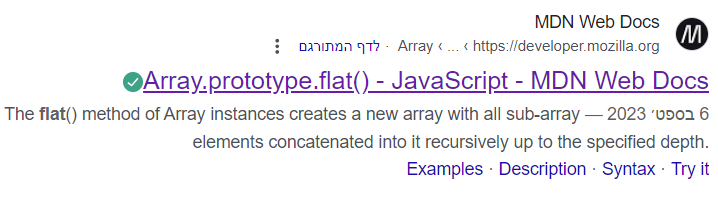 MDN Web Docs
https://developer.mozilla.org › ... › Array · לדף המתורגם
Array.prototype.flat() - JavaScript - MDN Web Docs
6 בספט׳ 2023 — The flat() method of Array instances creates a new array with all sub-array
elements concatenated into it recursively up to the specified depth.
Examples · Description · Syntax · Try it